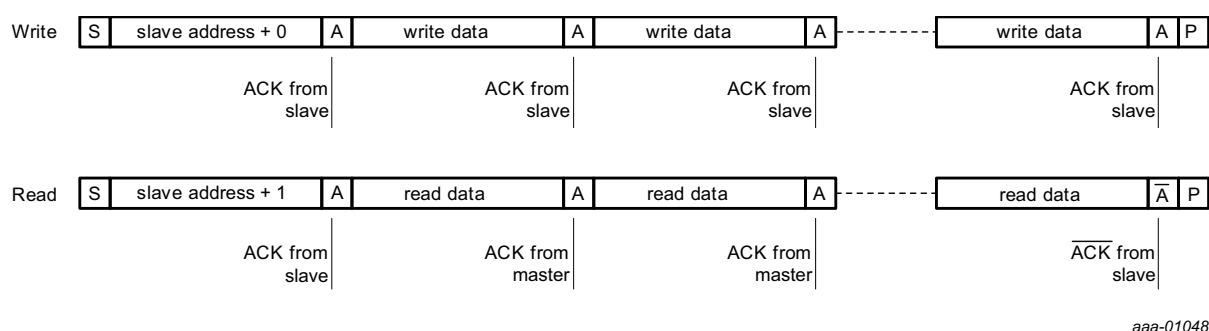 Write S slave address + 0 A write data A write data A write data A P
ACK from ACK from ACK from ACK from
slave slave slave slave
Read S slave address + 1 A read data A read data A read data A̅ P
ACK from ACK from ACK from A̅C̅K̅ from
slave master master slave
aaa-01048